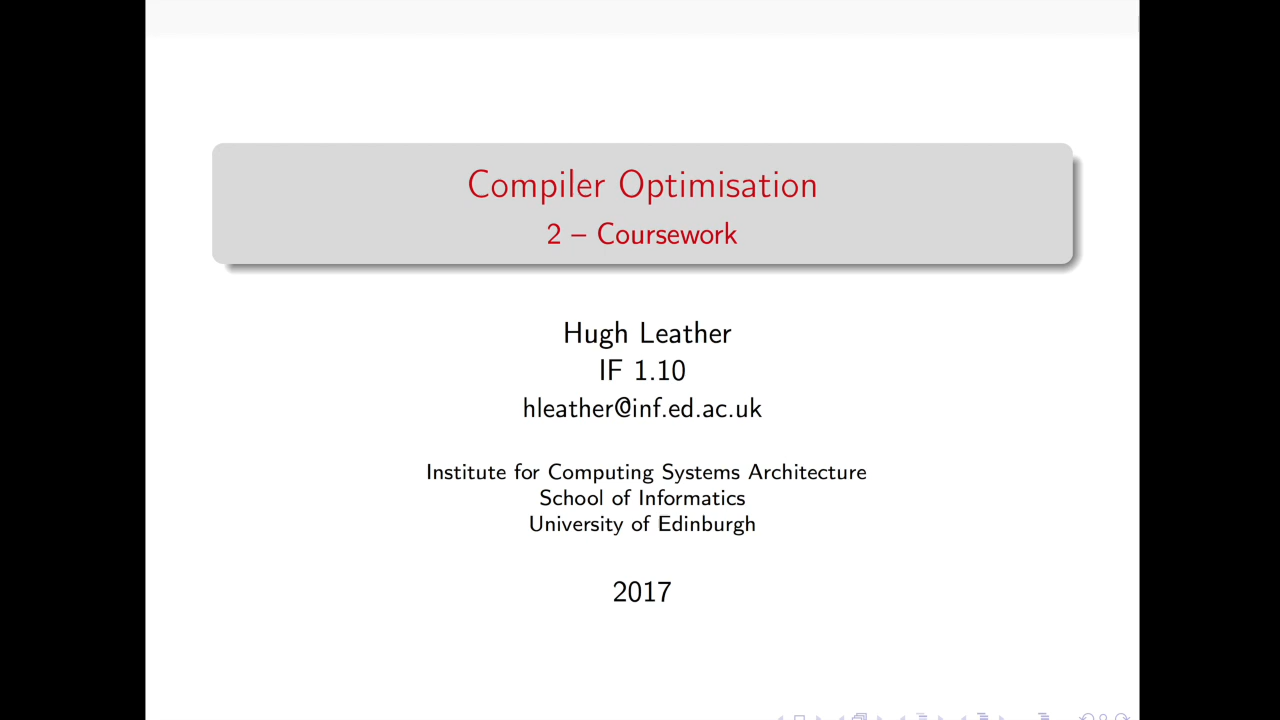 Compiler Optimisation
2 – Coursework
Hugh Leather
IF 1.10
hleather@inf.ed.ac.uk
Institute for Computing Systems Architecture
School of Informatics
University of Edinburgh
2017